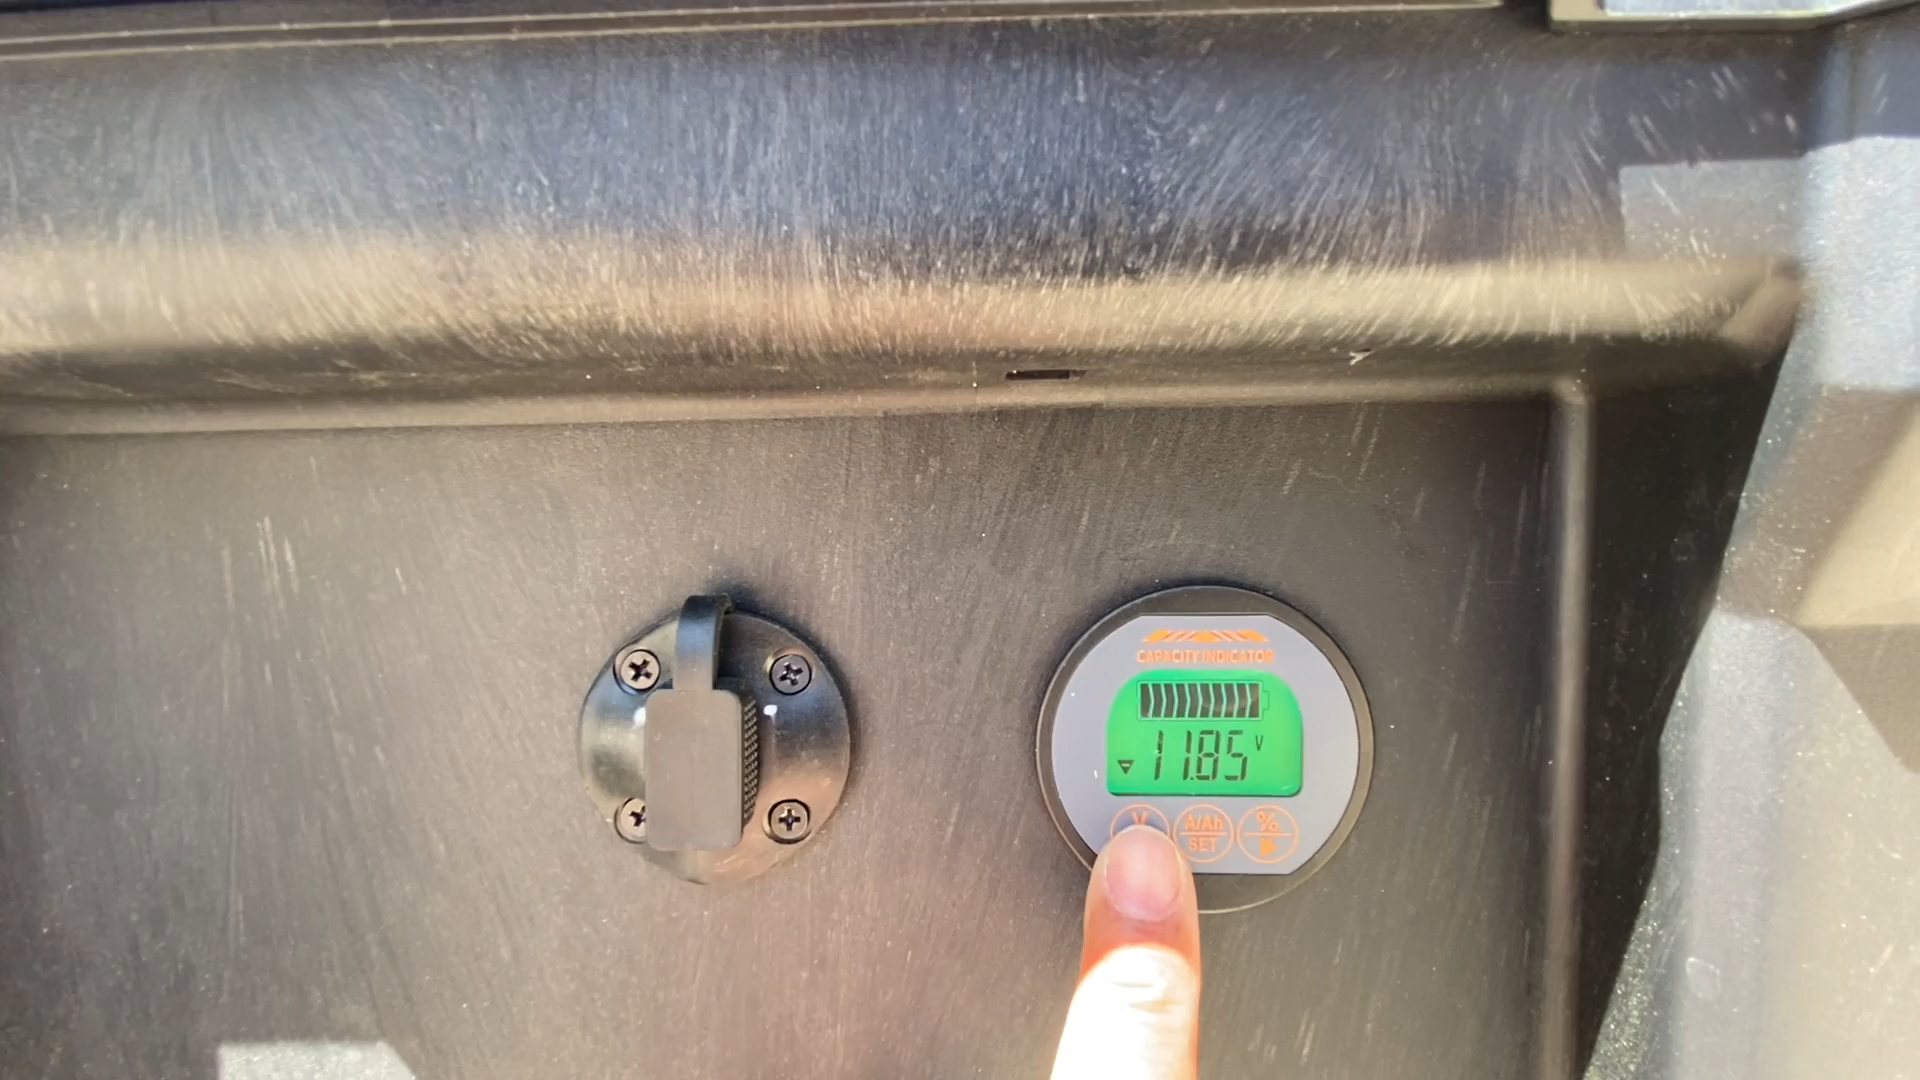 CAPACITY INDICATOR
11.85 V
V
A/Ah
SET
%